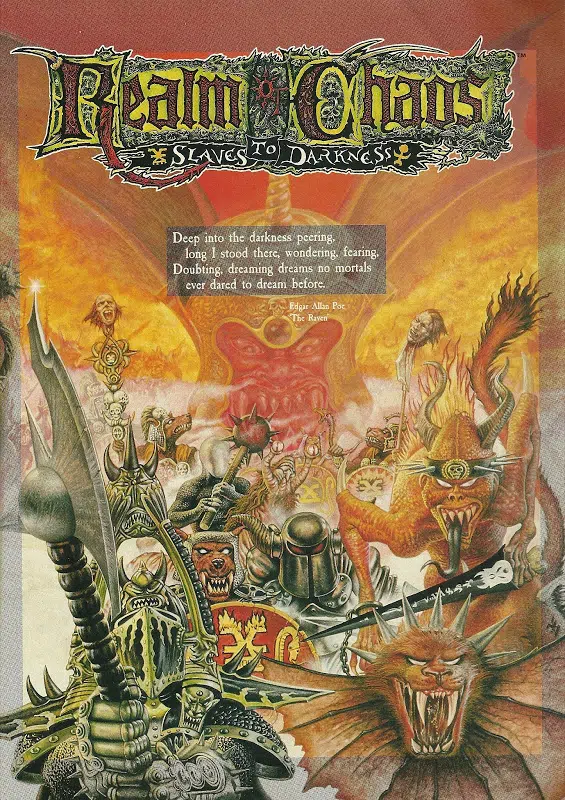 Realm of Chaos™
SLAVES TO DARKNESS
Deep into the darkness peering,
long I stood there, wondering, fearing,
Doubting, dreaming dreams no mortals
ever dared to dream before.
Edgar Allan Poe
'The Raven'